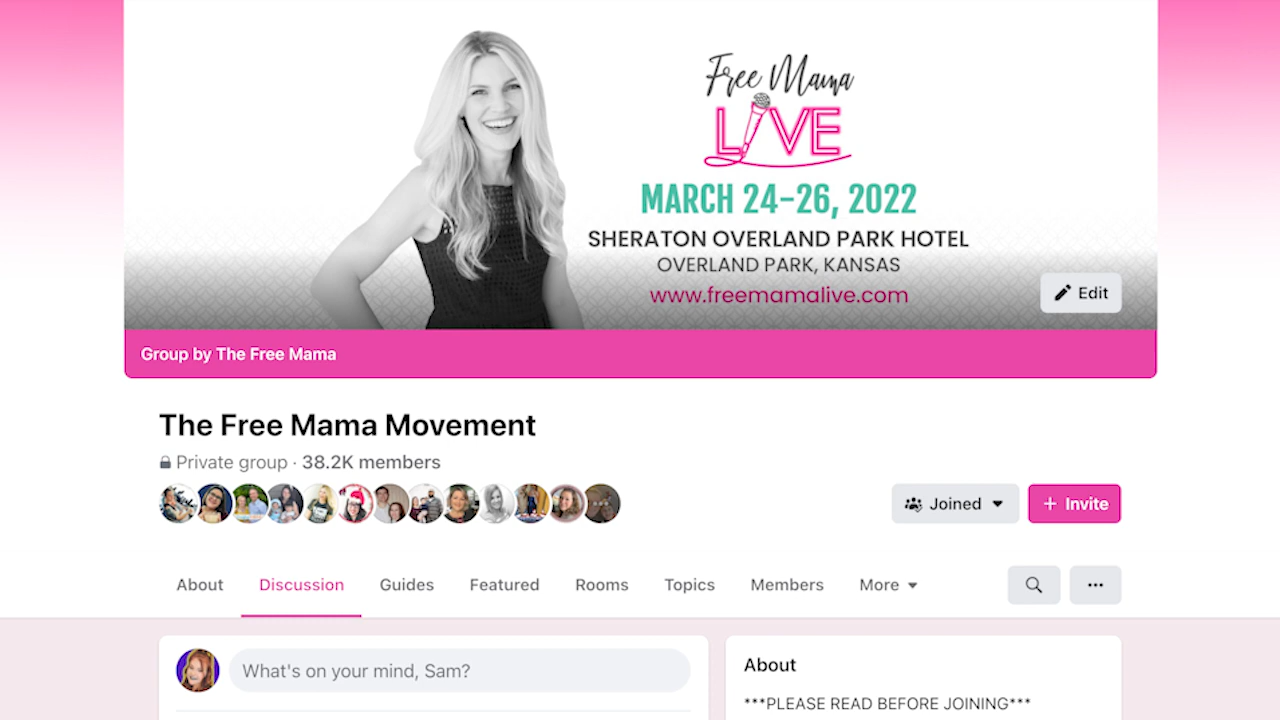 Free Mama
LIVE
MARCH 24-26, 2022
SHERATON OVERLAND PARK HOTEL
OVERLAND PARK, KANSAS
www.freemamalive.com
Edit
Group by The Free Mama
The Free Mama Movement
Private group · 38.2K members
Joined
+ Invite
About Discussion Guides Featured Rooms Topics Members More
What's on your mind, Sam?
About
***PLEASE READ BEFORE JOINING***